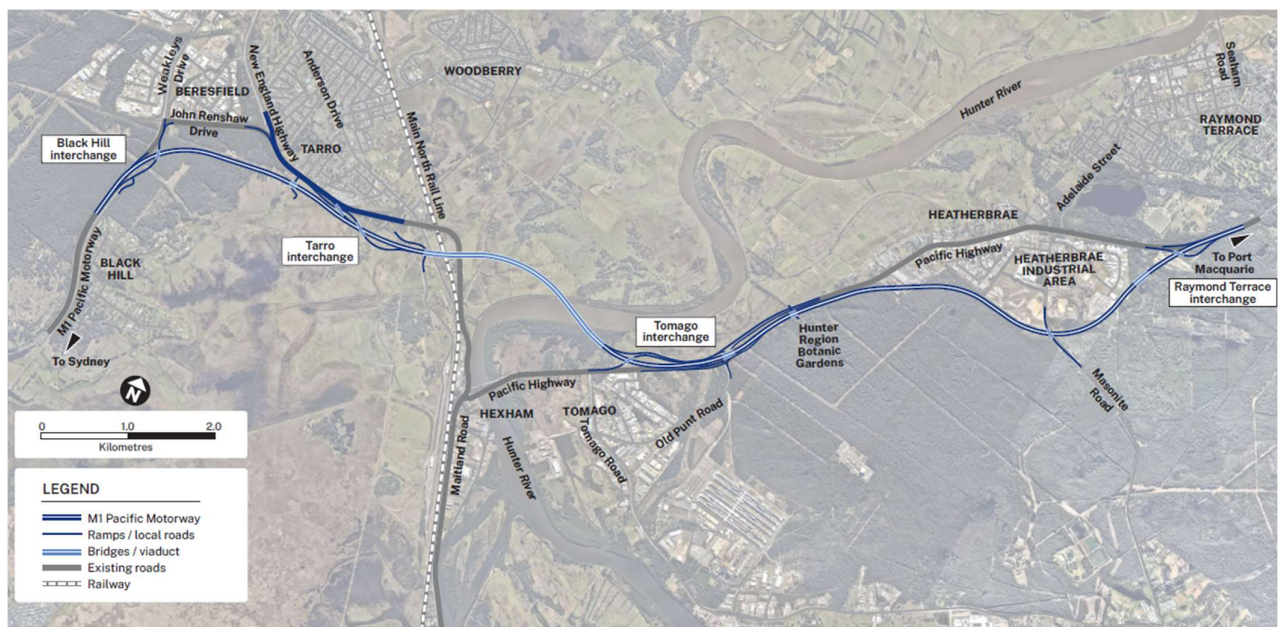 WOODBERRY
Seaham
Road
RAYMOND
TERRACE
Hunter River
Weakleys
Drive
BERESFIELD
New England Highway
Anderson Drive
John Renshaw
Drive
TARRO
Main North Rail Line
Black Hill
interchange
Adelaide Street
HEATHERBRAE
Pacific Highway
HEATHERBRAE
INDUSTRIAL
AREA
To Port
Macquarie
Raymond Terrace
interchange
Tarro
interchange
BLACK
HILL
M1 Pacific Motorway
To Sydney
Tomago
interchange
Hunter
Region
Botanic
Gardens
Masonite
Road
Pacific Highway
HEXHAM
TOMAGO
Tomago Road
Old Punt Road
Maitland Road
Hunter River
N
0 1.0 2.0
Kilometres
LEGEND
M1 Pacific Motorway
Ramps / local roads
Bridges / viaduct
Existing roads
Railway